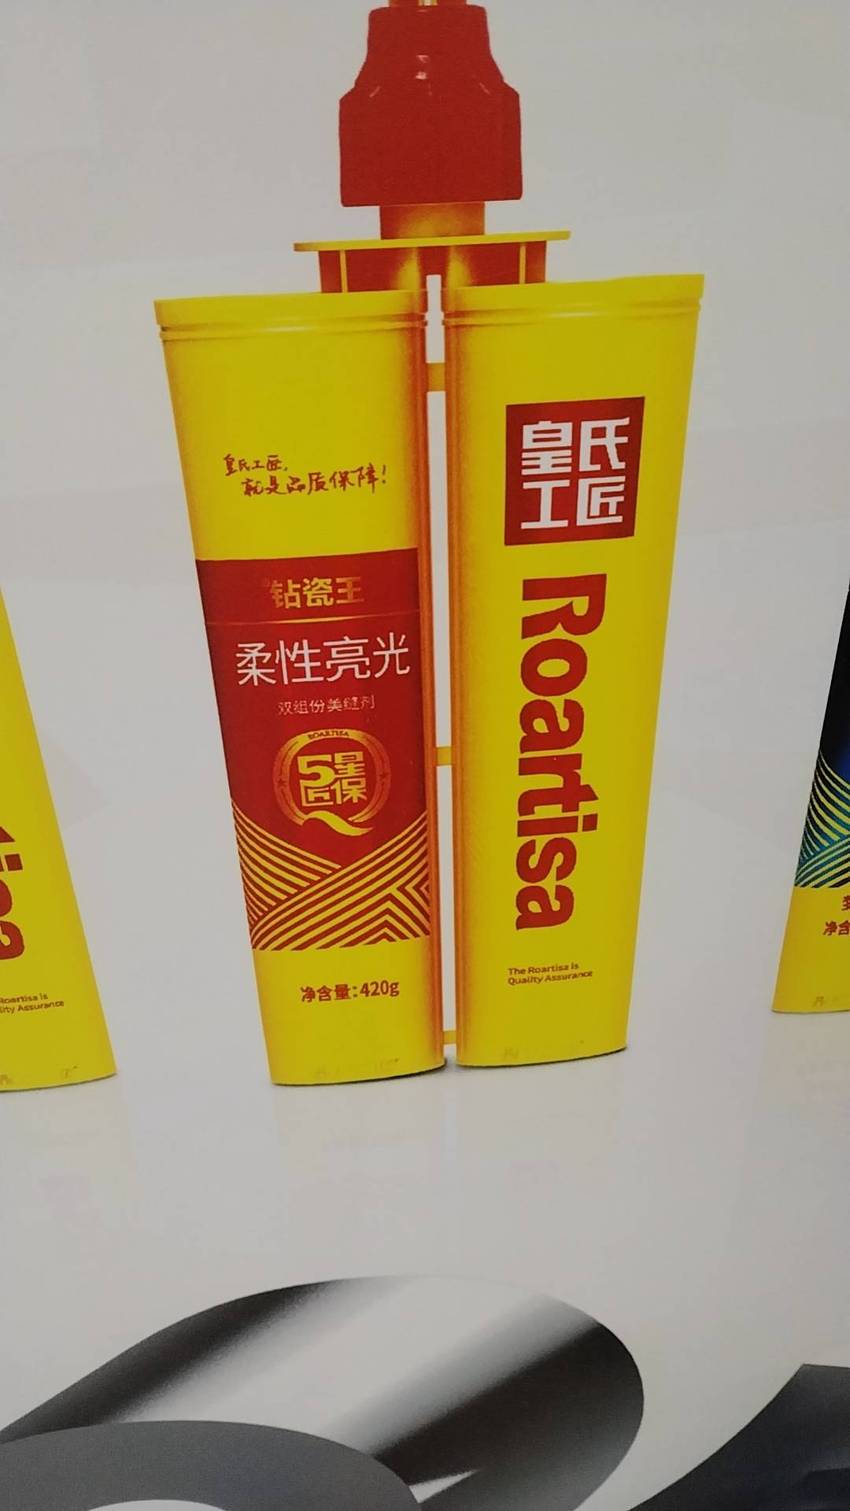 皇氏工匠,
就是品质保障!
钻瓷王
柔性亮光
双组份美缝剂
ROARTISA
5星
匠保
净含量:420g
皇氏
工匠
Roartisa
The Roartisa is
Quality Assurance
tisa
Roartisa is
lity Assurance
净含